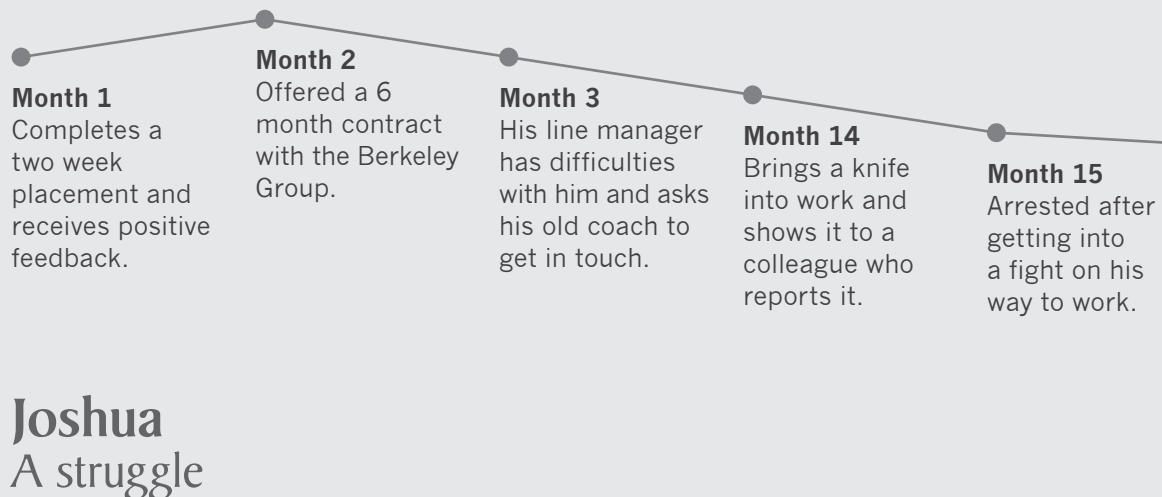 Month 1
Completes a
two week
placement and
receives positive
feedback.
Month 2
Offered a 6
month contract
with the Berkeley
Group.
Month 3
His line manager
has difficulties
with him and asks
his old coach to
get in touch.
Month 14
Brings a knife
into work and
shows it to a
colleague who
reports it.
Month 15
Arrested after
getting into
a fight on his
way to work.
Joshua
A struggle